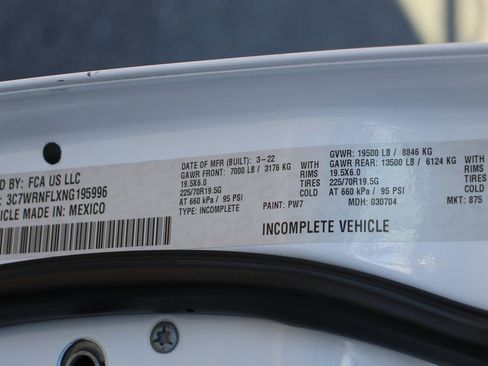 D BY: FCA US LLC
: 3C7WRNFLXNG195996
HICLE MADE IN: MEXICO
DATE OF MFR (BUILT): 3-22
GAWR FRONT: 7000 LB / 3176 KG WITH
19.5X6.0 RIMS
225/70R19.5G TIRES
AT 660 kPa / 95 PSI COLD
TYPE: INCOMPLETE
GVWR: 19500 LB / 8846 KG
GAWR REAR: 13500 LB / 6124 KG WITH
19.5X6.0 RIMS
225/70R19.5G TIRES
AT 660 kPa / 95 PSI COLD
PAINT: PW7 MDH: 030704 MKT: 875
INCOMPLETE VEHICLE